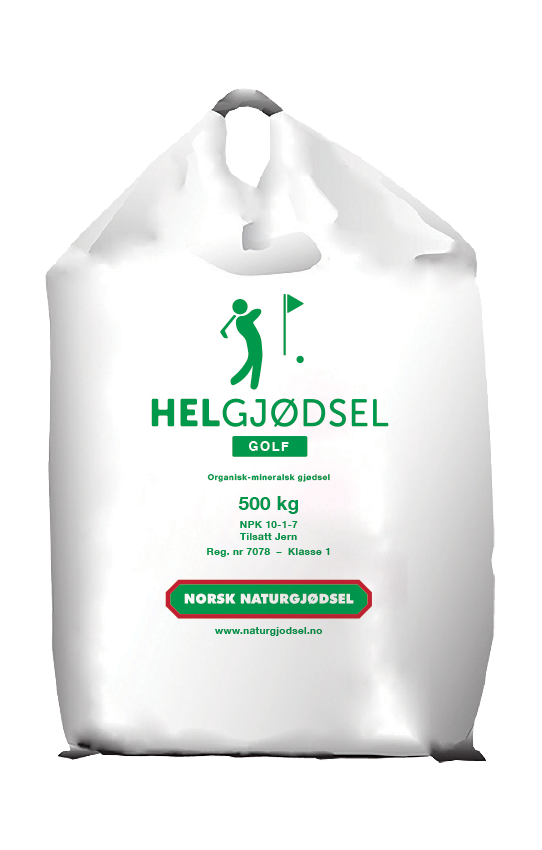 HELGJØDSEL
GOLF
Organisk-mineralsk gjødsel
500 kg
NPK 10-1-7
Tilsatt Jern
Reg. nr 7078 – Klasse 1
NORSK NATURGJØDSEL
www.naturgjodsel.no